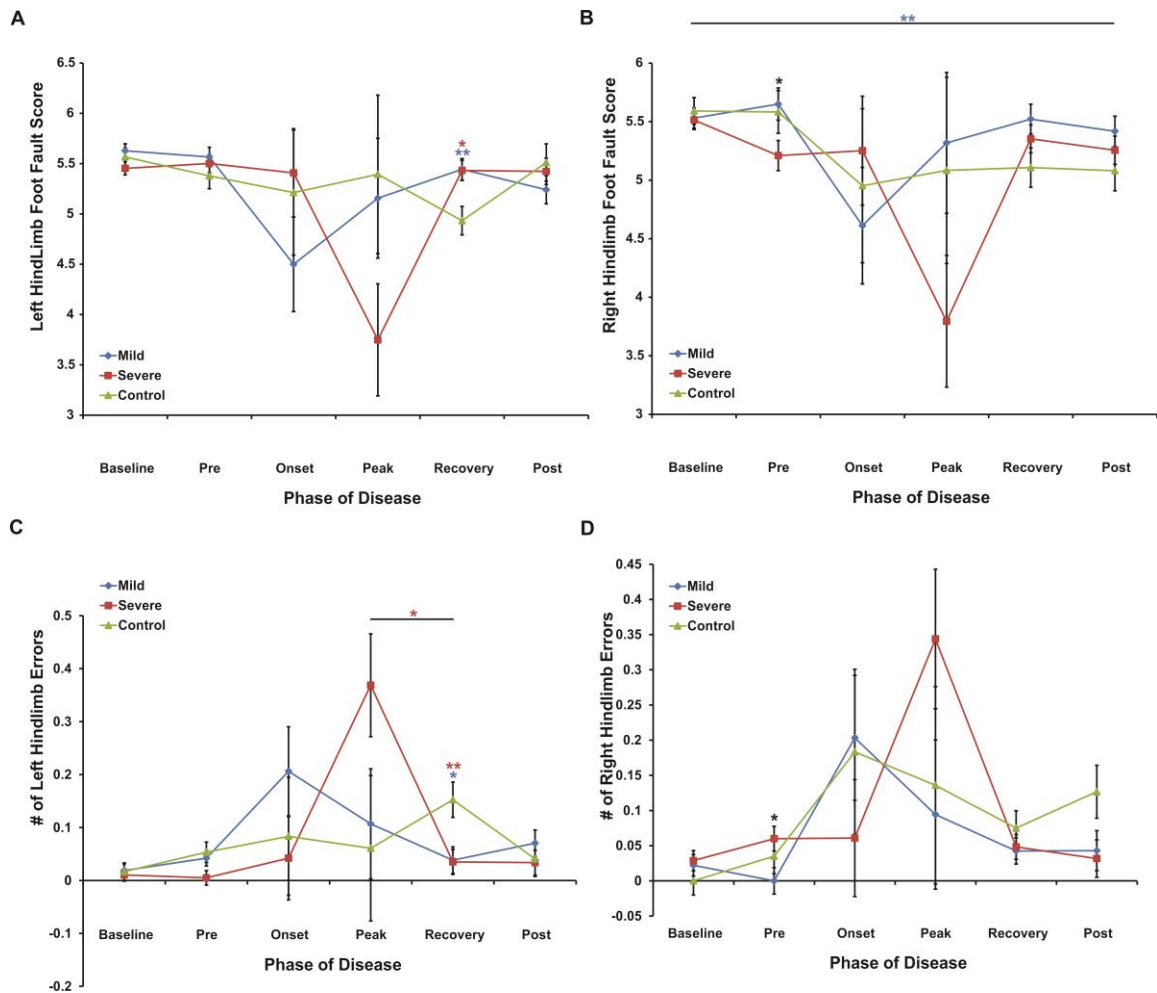 A
Left HindLimb Foot Fault Score
6.5
6
5.5
5
4.5
4
3.5
3
*
**
Mild
Severe
Control
Baseline Pre Onset Peak Recovery Post
Phase of Disease
B
Right Hindlimb Foot Fault Score
6
5.5
5
4.5
4
3.5
3
**
*
Mild
Severe
Control
Baseline Pre Onset Peak Recovery Post
Phase of Disease
C
# of Left Hindlimb Errors
Mild
Severe
Control
0.5
0.4
0.3
0.2
0.1
0
-0.1
-0.2
*
**
*
Baseline Pre Onset Peak Recovery Post
Phase of Disease
D
# of Right Hindlimb Errors
0.45
0.4
0.35
0.3
0.25
0.2
0.15
0.1
0.05
0
-0.05
Mild
Severe
Control
*
Baseline Pre Onset Peak Recovery Post
Phase of Disease